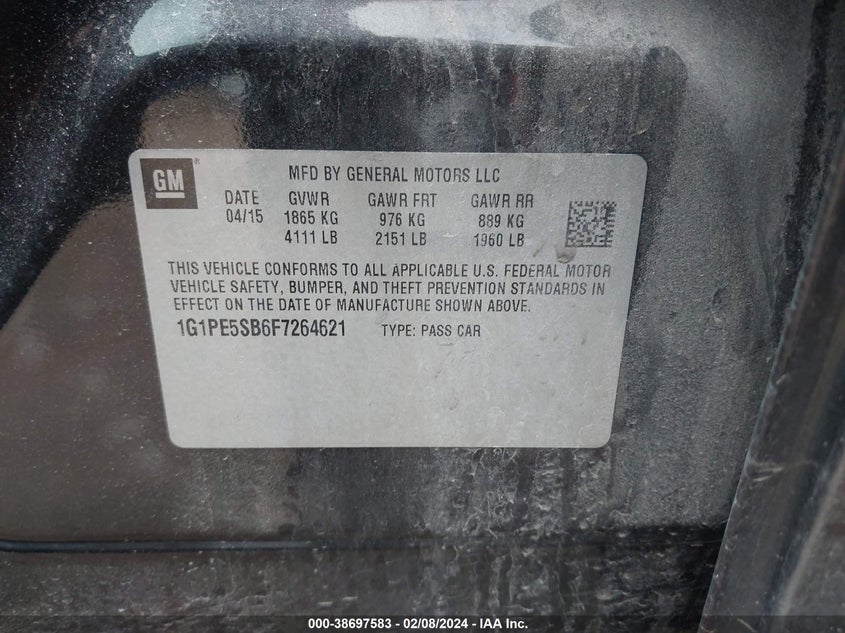 GM ®
MFD BY GENERAL MOTORS LLC
DATE GVWR GAWR FRT GAWR RR
04/15 1865 KG 976 KG 889 KG
4111 LB 2151 LB 1960 LB
THIS VEHICLE CONFORMS TO ALL APPLICABLE U.S. FEDERAL MOTOR
VEHICLE SAFETY, BUMPER, AND THEFT PREVENTION STANDARDS IN
EFFECT ON THE DATE OF MANUFACTURE SHOWN ABOVE.
1G1PE5SB6F7264621 TYPE: PASS CAR
000-38697583 / 02/08/2024 - IAA Inc.